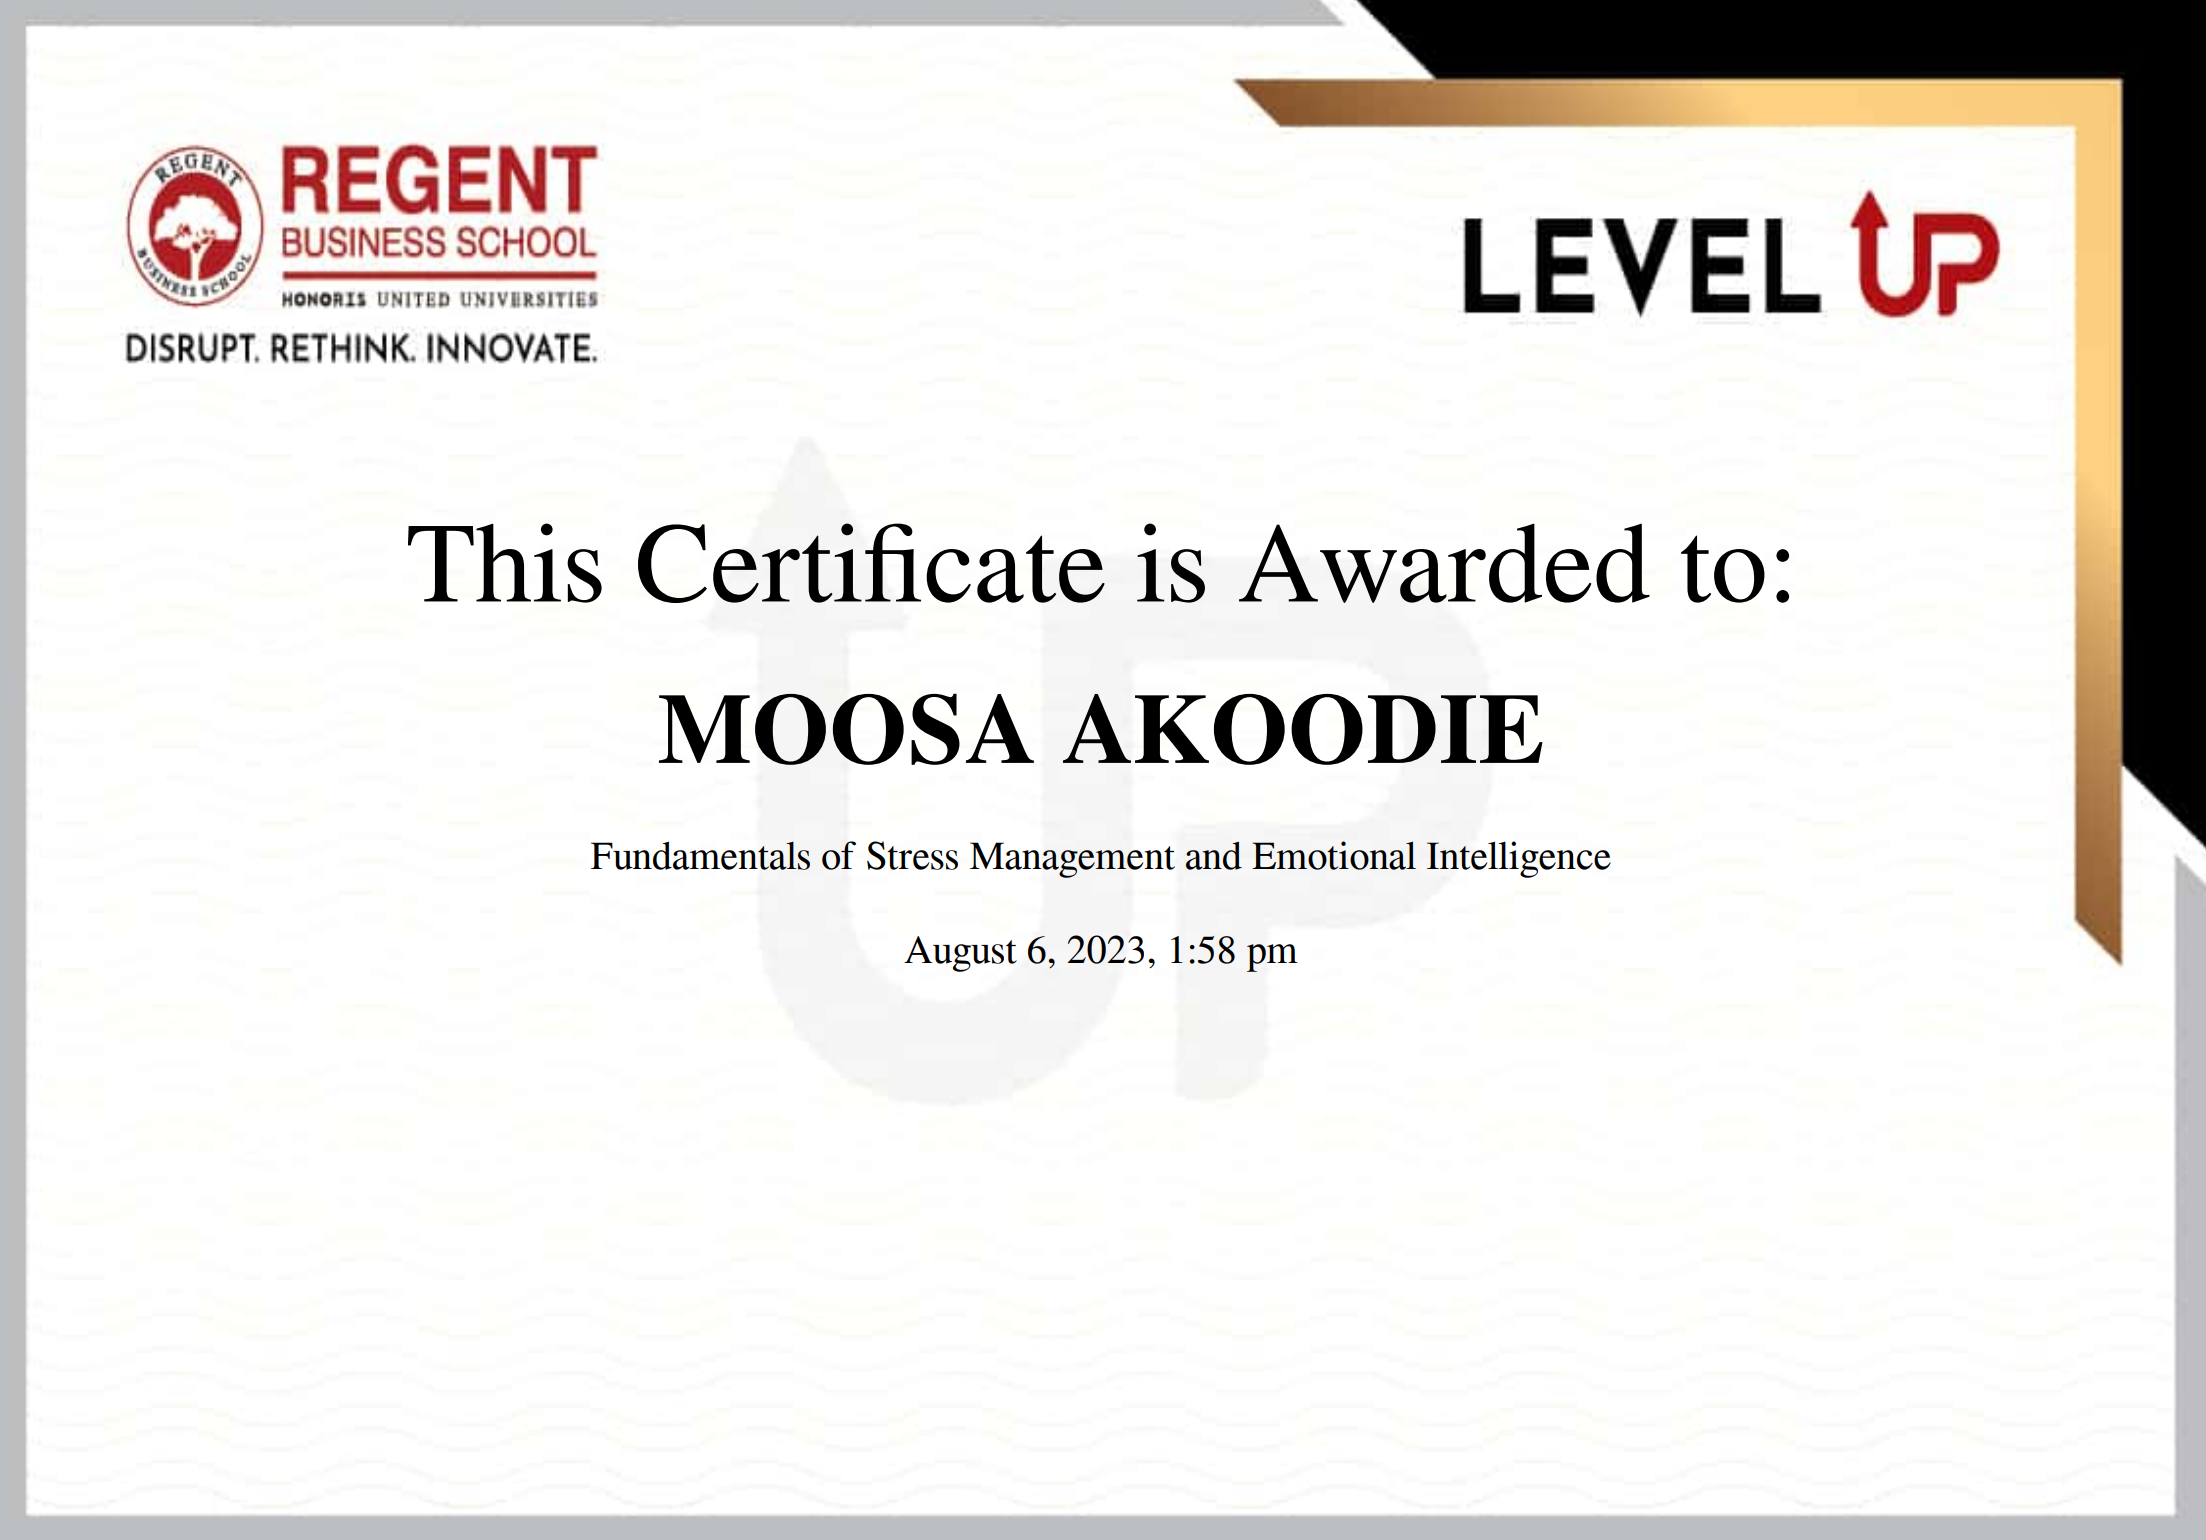 REGENT
BUSINESS SCHOOL
REGENT
BUSINESS SCHOOL
HONORIS UNITED UNIVERSITIES
DISRUPT. RETHINK. INNOVATE.
LEVEL UP
This Certificate is Awarded to:
MOOSA AKOODIE
Fundamentals of Stress Management and Emotional Intelligence
August 6, 2023, 1:58 pm
UP